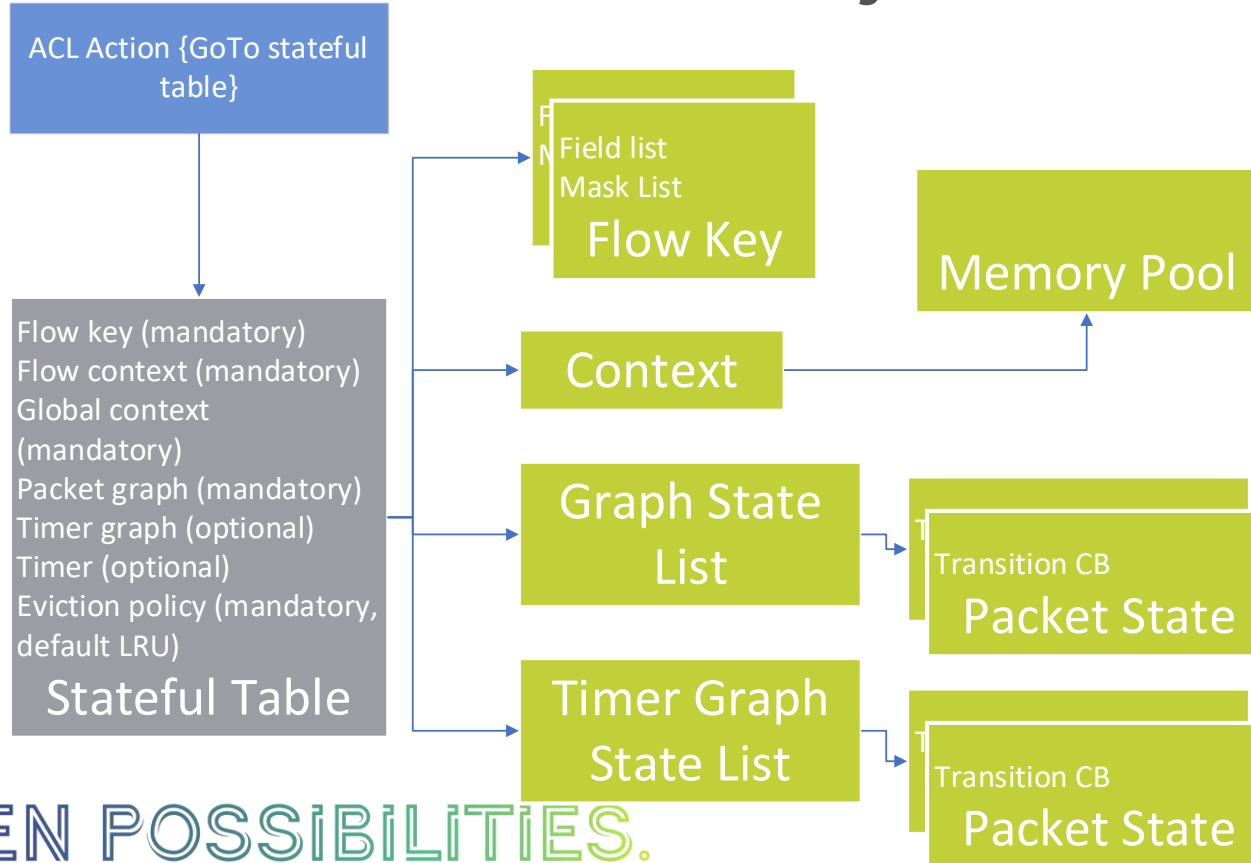 ACL Action {GoTo stateful
table}
Field list
Mask List
Flow Key
Memory Pool
Flow key (mandatory)
Flow context (mandatory)
Global context
(mandatory)
Packet graph (mandatory)
Timer graph (optional)
Timer (optional)
Eviction policy (mandatory,
default LRU)
Stateful Table
Context
Graph State
List
Transition CB
Packet State
Timer Graph
State List
Transition CB
Packet State
POSSIBILITIES.